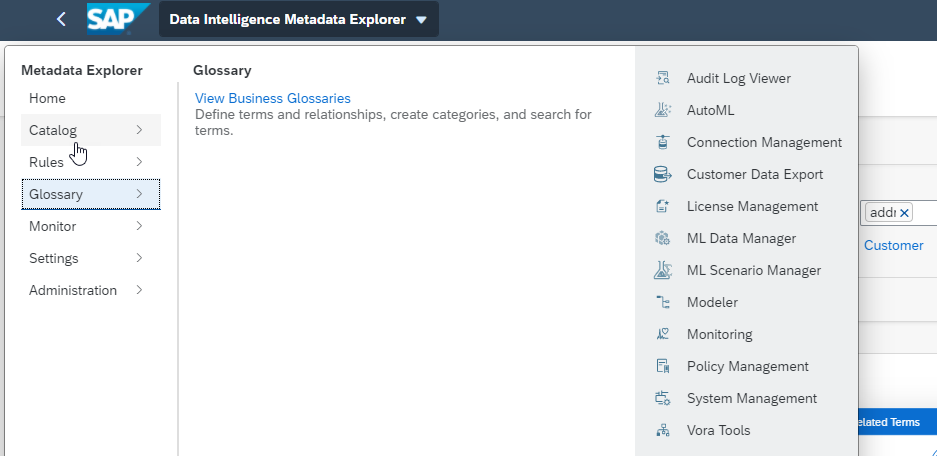 SAP
Data Intelligence Metadata Explorer
Metadata Explorer
Home
Catalog
Rules
Glossary
Monitor
Settings
Administration
Glossary
View Business Glossaries
Define terms and relationships, create categories, and search for
terms.
Audit Log Viewer
AutoML
Connection Management
Customer Data Export
License Management
ML Data Manager
ML Scenario Manager
Modeler
Monitoring
Policy Management
System Management
Vora Tools
Customer
Terms